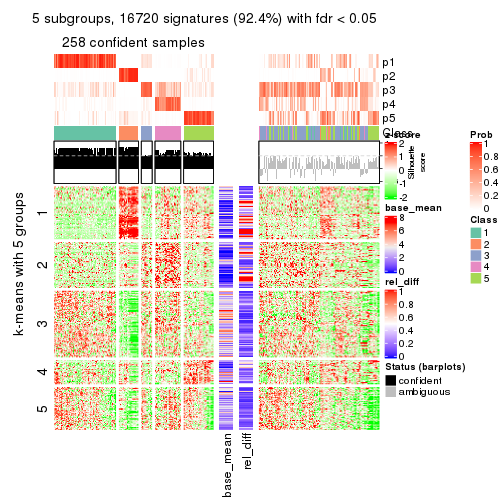 5 subgroups, 16720 signatures (92.4%) with fdr < 0.05
258 confident samples
p1
p2
p3
p4
p5
Class
Silhouette
score
k-means with 5 groups
1
2
3
4
5
base_mean
rel_diff
z-score
2
1
0
-1
-2
base_mean
8
6
4
2
0
rel_diff
1
0.8
0.6
0.4
0.2
0
Status (barplots)
confident
ambiguous
Prob
1
0.8
0.6
0.4
0.2
0
Class
1
2
3
4
5